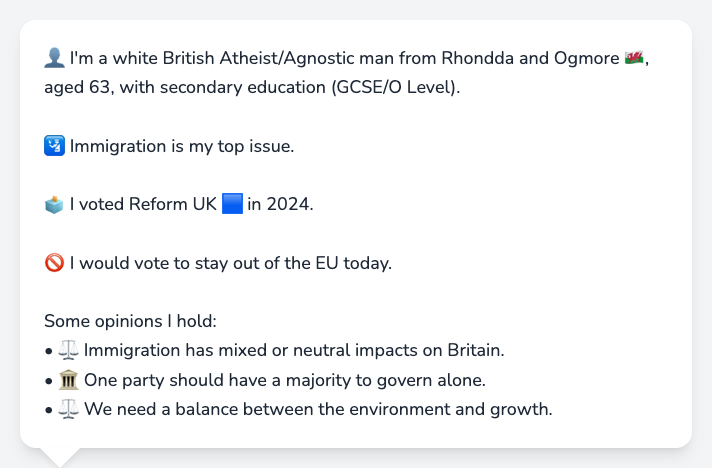 👤 I'm a white British Atheist/Agnostic man from Rhondda and Ogmore 🏴󠁧󠁢󠁷󠁬󠁳󠁿,
aged 63, with secondary education (GCSE/O Level).
🛂 Immigration is my top issue.
🗳️ I voted Reform UK 🟦 in 2024.
🚫 I would vote to stay out of the EU today.
Some opinions I hold:
• ⚖️ Immigration has mixed or neutral impacts on Britain.
• 🏛️ One party should have a majority to govern alone.
• ⚖️ We need a balance between the environment and growth.